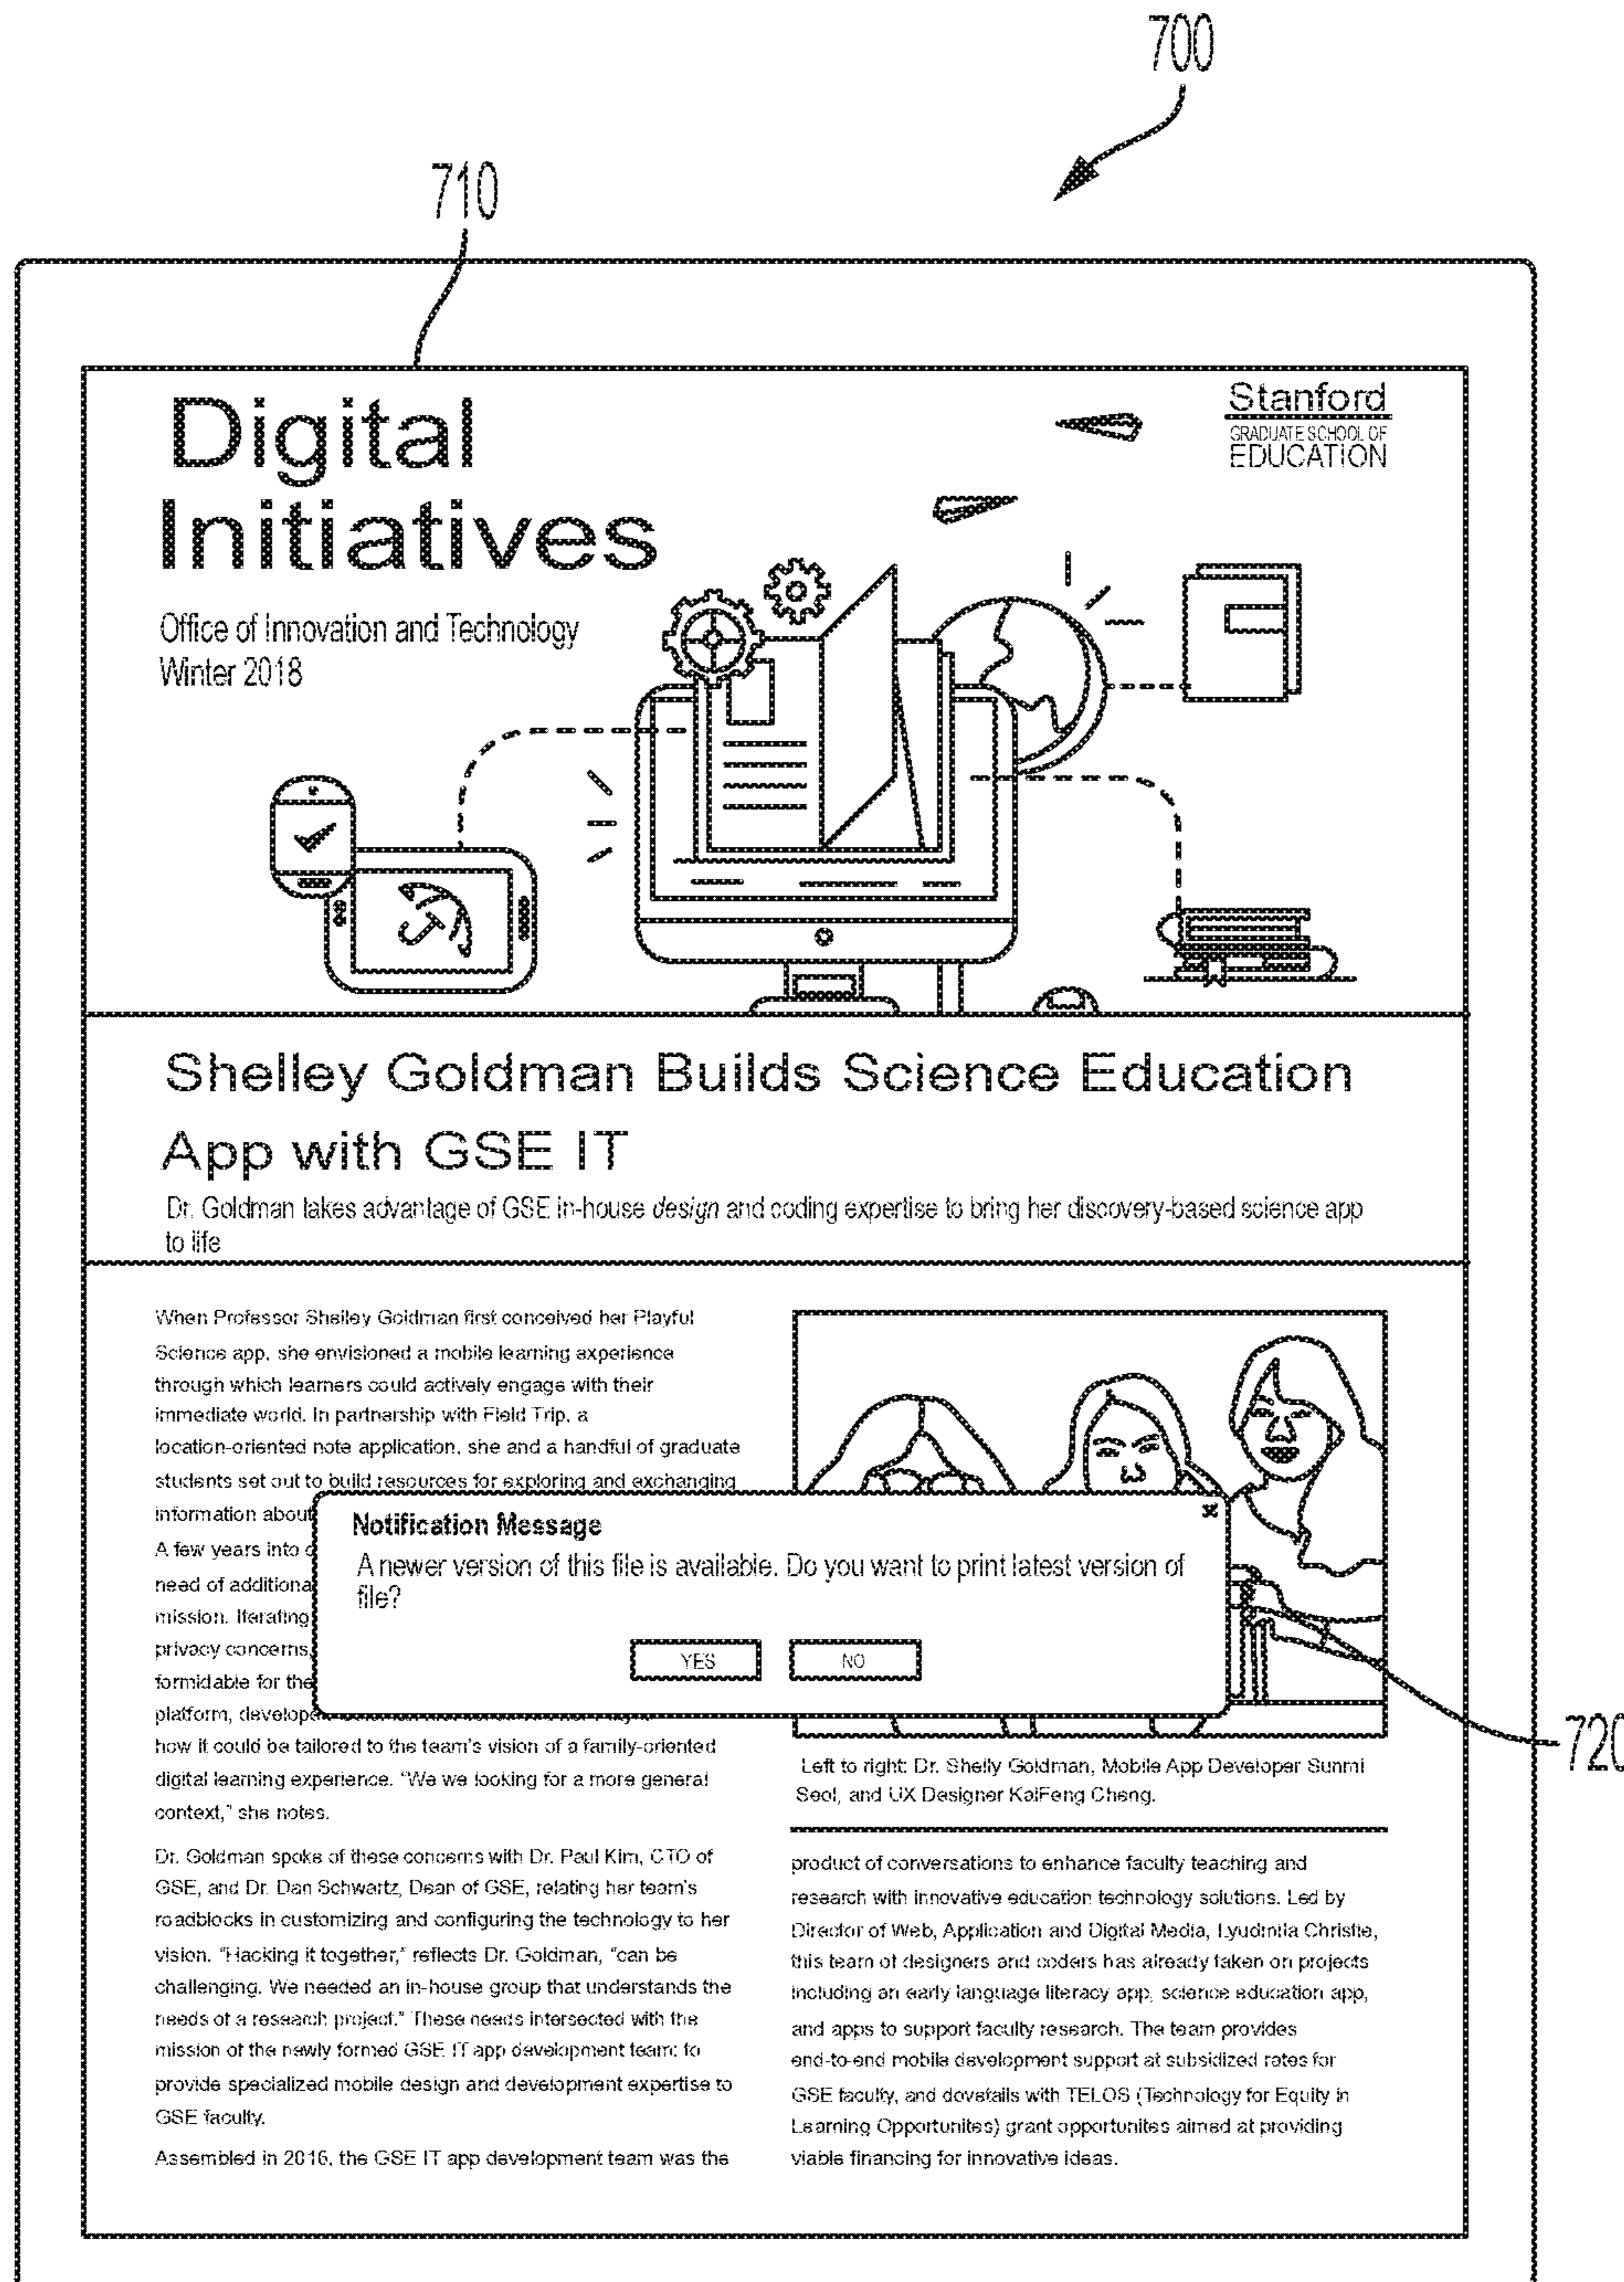 700
710
Digital
Initiatives
Office of Innovation and Technology
Winter 2018
Stanford
GRADUATE SCHOOL OF
EDUCATION
Shelley Goldman Builds Science Education
App with GSE IT
Dr. Goldman takes advantage of GSE in-house design and coding expertise to bring her discovery-based science app
to life
When Professor Shelley Goldman first conceived her Playful
Science app, she envisioned a mobile learning experience
through which learners could actively engage with their
immediate world. In partnership with Field Trip, a
location-oriented note application, she and a handful of graduate
students set out to build resources for exploring and exchanging
information about
A few years into
need of additional
mission. Iterating
privacy concerns,
formidable for the
platform, develope
how it could be tailored to the team's vision of a family-oriented
digital learning experience. "We we looking for a more general
context," she notes.
Dr. Goldman spoke of these concerns with Dr. Paul Kim, CTO of
GSE, and Dr. Dan Schwartz, Dean of GSE, relating her team's
roadblocks in customizing and configuring the technology to her
vision. "Hacking it together," reflects Dr. Goldman, "can be
challenging. We needed an in-house group that understands the
needs of a research project." These needs intersected with the
mission of the newly formed GSE IT app development team: to
provide specialized mobile design and development expertise to
GSE faculty.
Assembled in 2016, the GSE IT app development team was the
Notification Message
x
A newer version of this file is available. Do you want to print latest version of
file?
YES
NO
720
Left to right: Dr. Shelly Goldman, Mobile App Developer Sunmi
Seol, and UX Designer KaiFeng Cheng.
product of conversations to enhance faculty teaching and
research with innovative education technology solutions. Led by
Director of Web, Application and Digital Media, Lyudmila Christie,
this team of designers and coders has already taken on projects
including an early language literacy app, science education app,
and apps to support faculty research. The team provides
end-to-end mobile development support at subsidized rates for
GSE faculty, and dovetails with TELOS (Technology for Equity in
Learning Opportunites) grant opportunites aimed at providing
viable financing for innovative ideas.